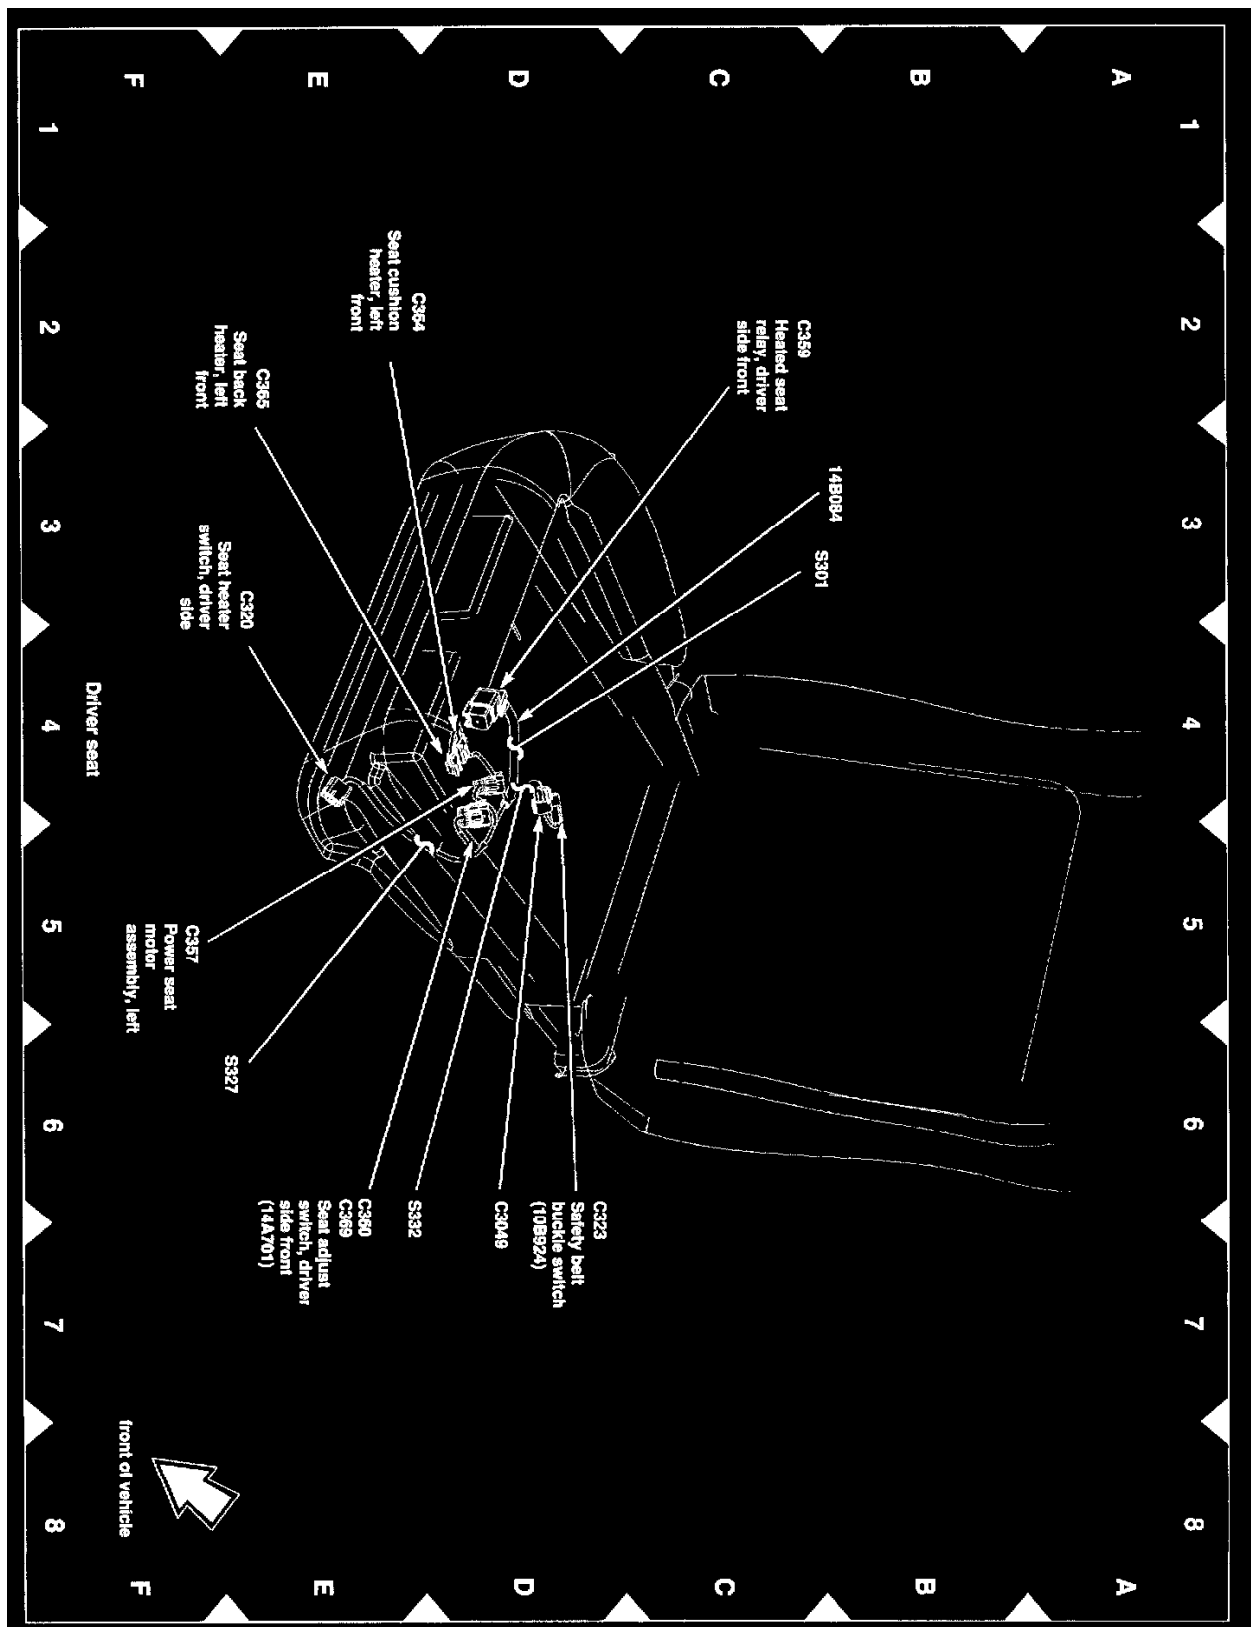 A
B
C
D
E
F
1
2
3
4
5
6
7
8
1
2
3
4
5
6
7
8
A
B
C
D
E
F
14B084
S301
C359
Heated seat
relay, driver
side front
C354
Seat cushion
heater, left
front
C365
Seat back
heater, left
front
C320
Seat heater
switch, driver
side
C323
Safety belt
buckle switch
(10B924)
C3049
S332
C360
C369
Seat adjust
switch, driver
side front
(14A701)
S327
C357
Power seat
motor
assembly, left
Driver seat
front of vehicle